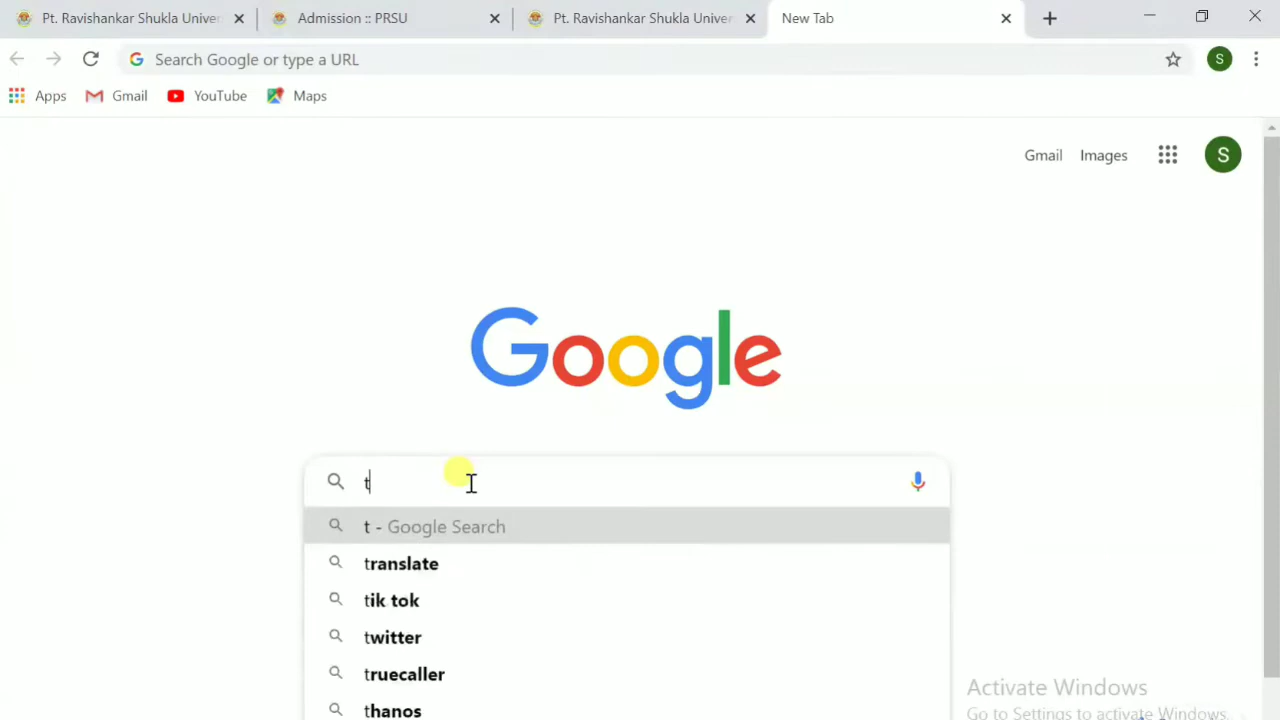 Pt. Ravishankar Shukla Univer
Admission :: PRSU
Pt. Ravishankar Shukla Univer
New Tab
Search Google or type a URL
S
Apps
Gmail
YouTube
Maps
Gmail
Images
S
Google
t
t - Google Search
translate
tik tok
twitter
truecaller
thanos
Activate Windows
Go to Settings to activate Windows.